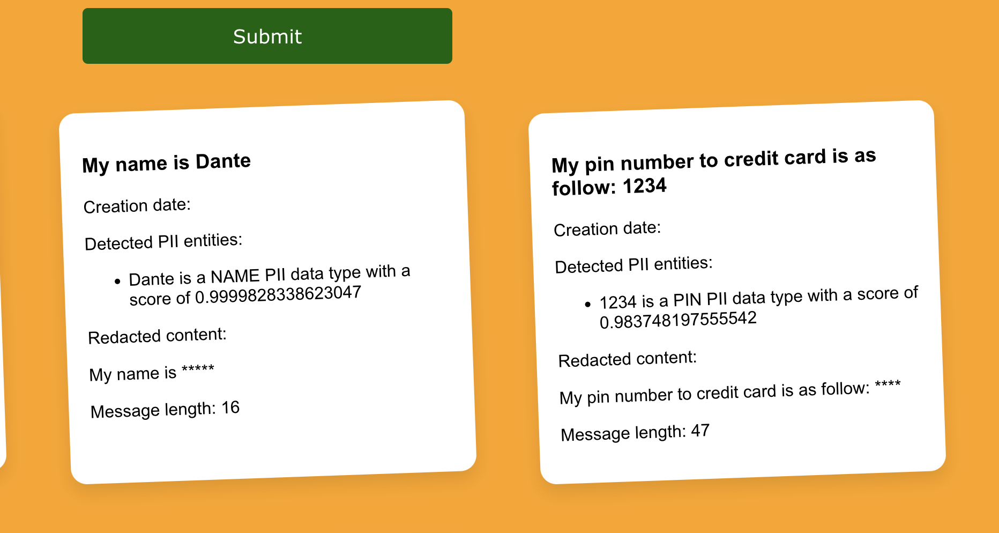 Submit
My name is Dante
Creation date:
Detected PII entities:
• Dante is a NAME PII data type with a
score of 0.9999828338623047
Redacted content:
My name is *****
Message length: 16
My pin number to credit card is as
follow: 1234
Creation date:
Detected PII entities:
• 1234 is a PIN PII data type with a score of
0.983748197555542
Redacted content:
My pin number to credit card is as follow: ****
Message length: 47